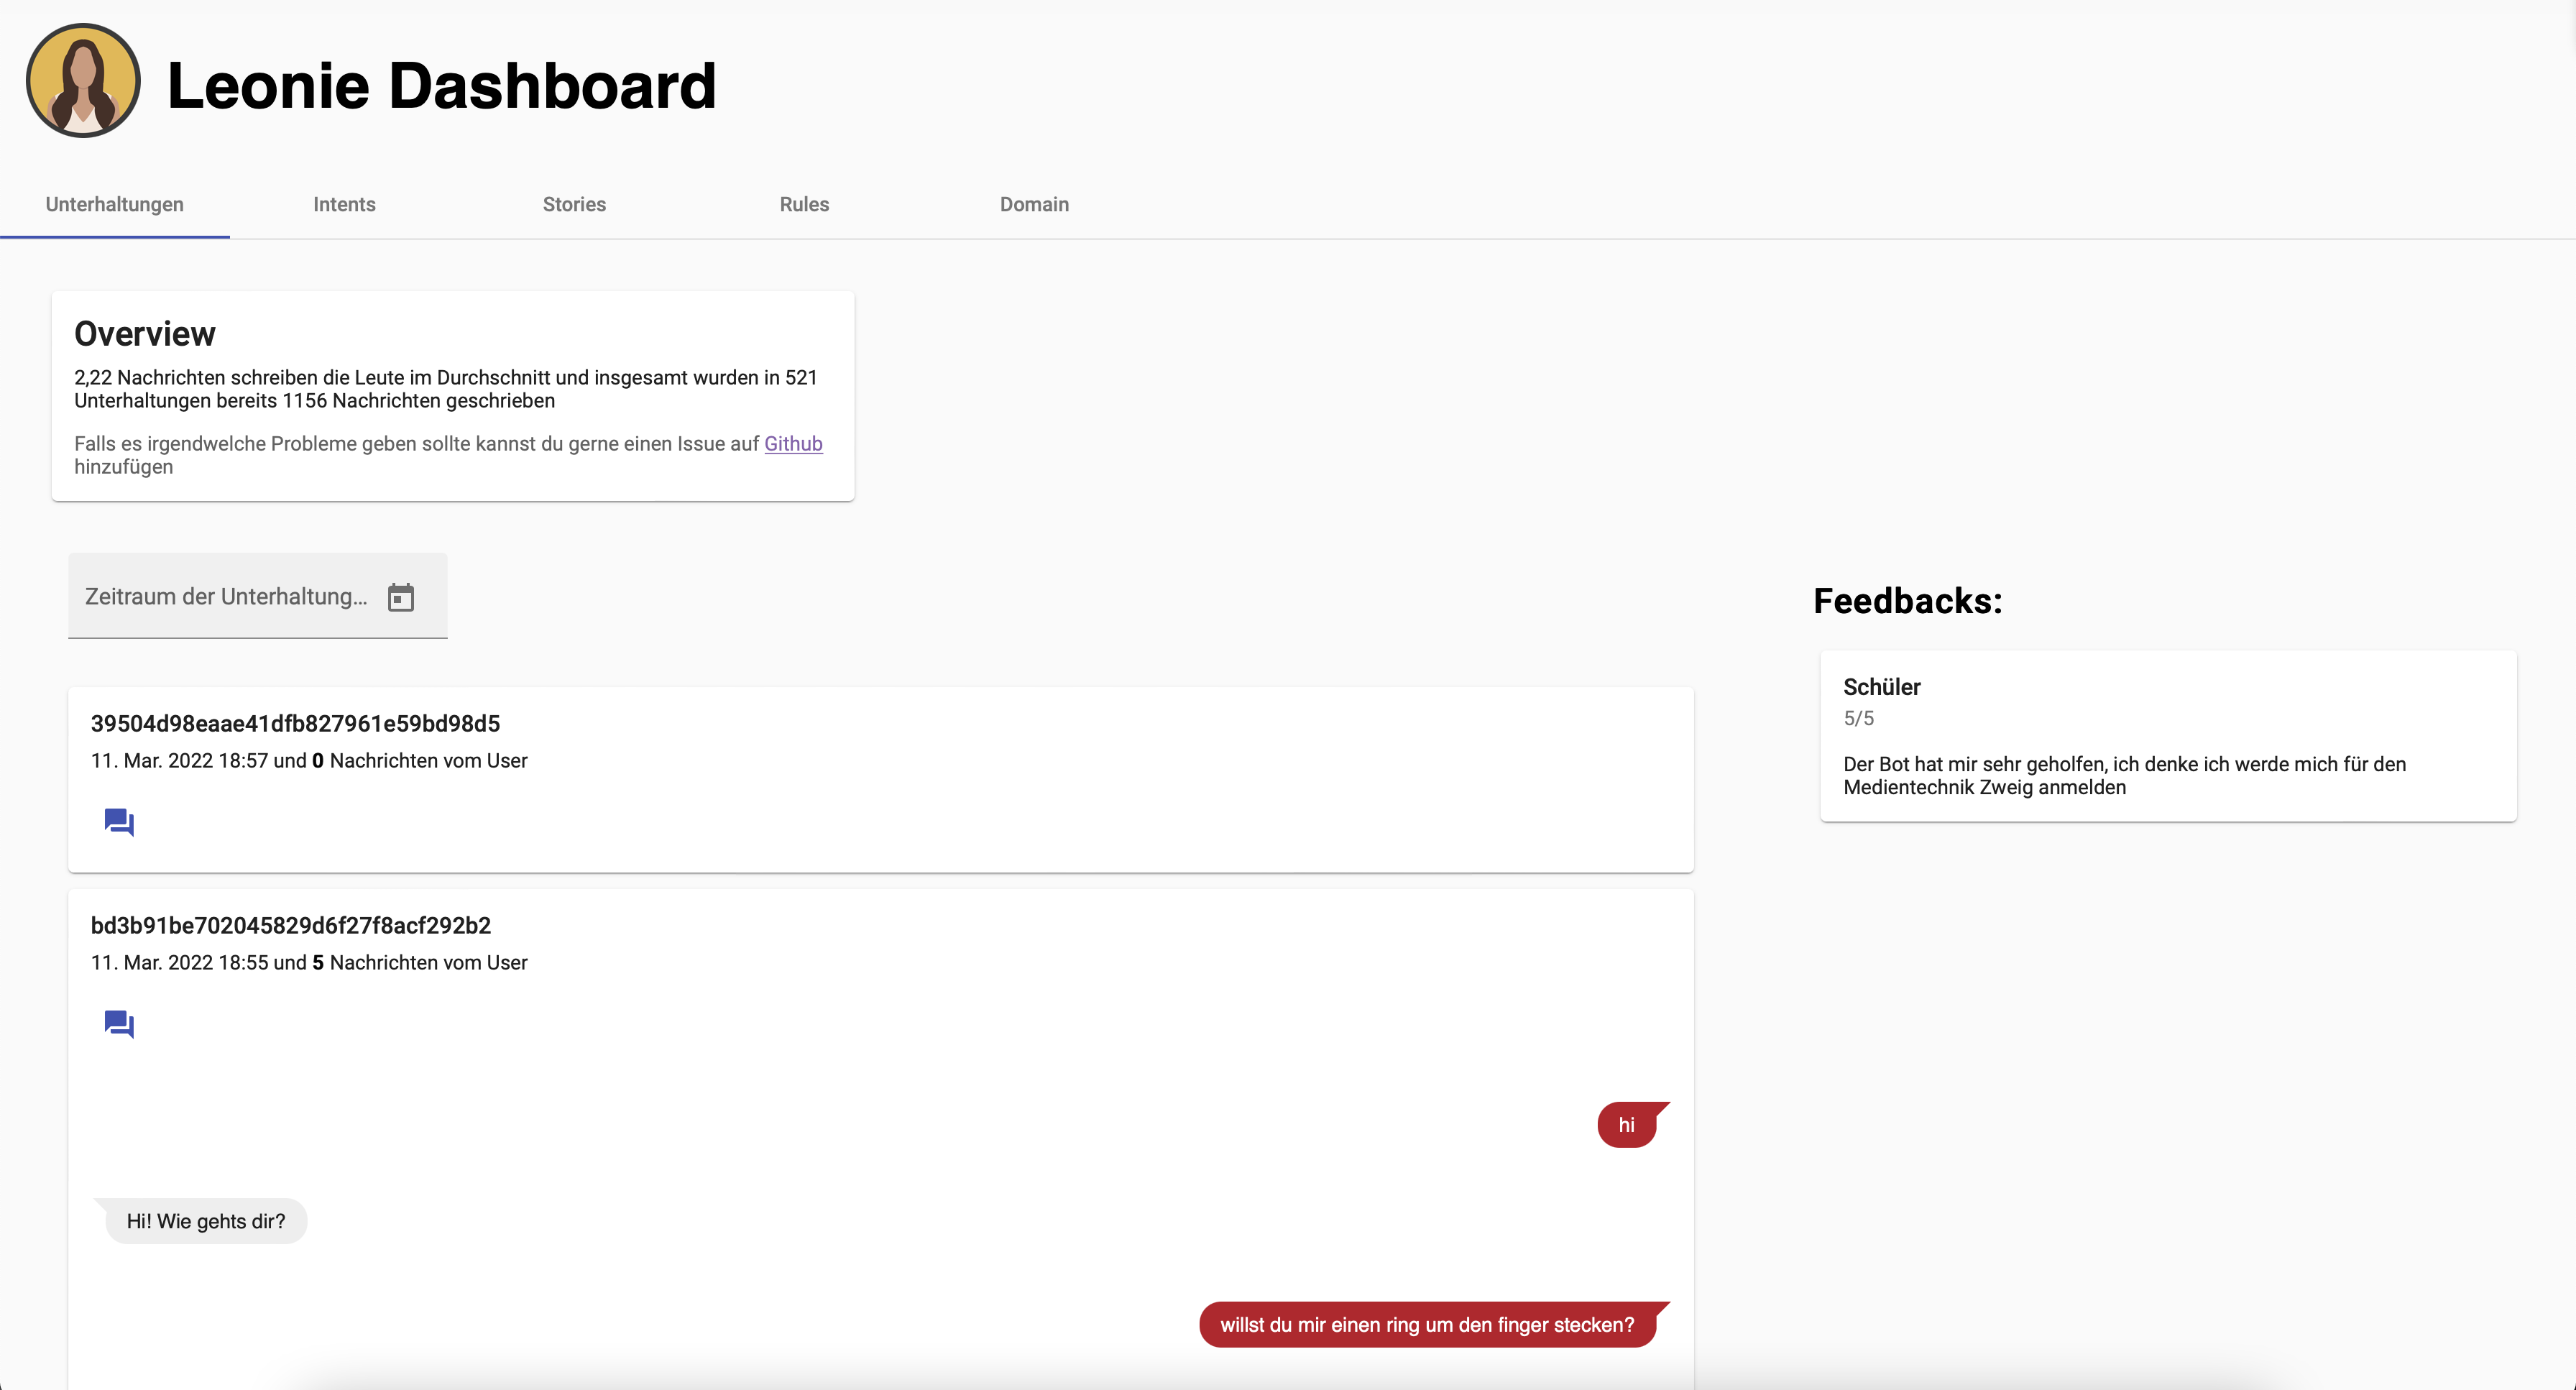 Leonie Dashboard
Unterhaltungen
Intents
Stories
Rules
Domain
Overview
2,22 Nachrichten schreiben die Leute im Durchschnitt und insgesamt wurden in 521
Unterhaltungen bereits 1156 Nachrichten geschrieben
Falls es irgendwelche Probleme geben sollte kannst du gerne einen Issue auf Github
hinzufügen
Zeitraum der Unterhaltung...
39504d98eaae41dfb827961e59bd98d5
11. Mar. 2022 18:57 und 0 Nachrichten vom User
bd3b91be702045829d6f27f8acf292b2
11. Mar. 2022 18:55 und 5 Nachrichten vom User
hi
Hi! Wie gehts dir?
willst du mir einen ring um den finger stecken?
Feedbacks:
Schüler
5/5
Der Bot hat mir sehr geholfen, ich denke ich werde mich für den
Medientechnik Zweig anmelden